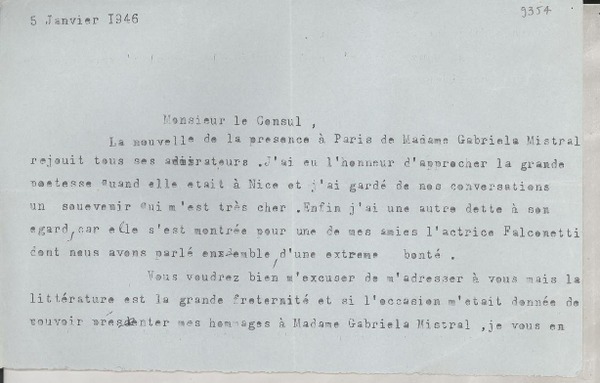 9354
5 Janvier I946
Monsieur le Consul ,
La nouvelle de la presence à Paris de Madame Gabriela Mistral
rejouit tous ses admirateurs .J'ai eu l'honneur d'approcher la grande
poetesse quand elle etait à Nice et j'ai gardé de nos conversations
un souevenir qui m'est très cher .Enfin j'ai une autre dette à son
egard,car elle s'est montrée pour une de mes amies l'actrice Falconetti
dont nous avons parlé ensemble,d'une extreme bonté .
Vous voudrez bien m'excuser de m'adresser à vous mais la
littérature est la grande fraternité et si l'occasion m'etait donnée de
pouvoir présenter mes hommages à Madame Gabriela Mistral ,je vous en